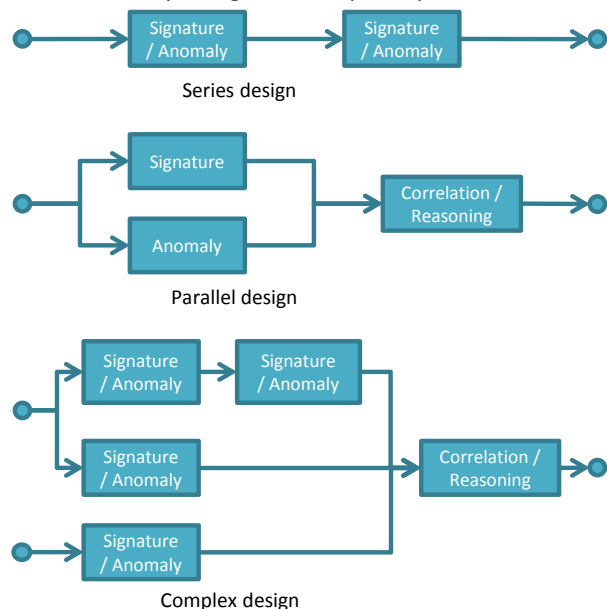 Signature
/ Anomaly
Signature
/ Anomaly
Series design
Signature
Anomaly
Correlation /
Reasoning
Parallel design
Signature
/ Anomaly
Signature
/ Anomaly
Signature
/ Anomaly
Correlation /
Reasoning
Signature
/ Anomaly
Complex design